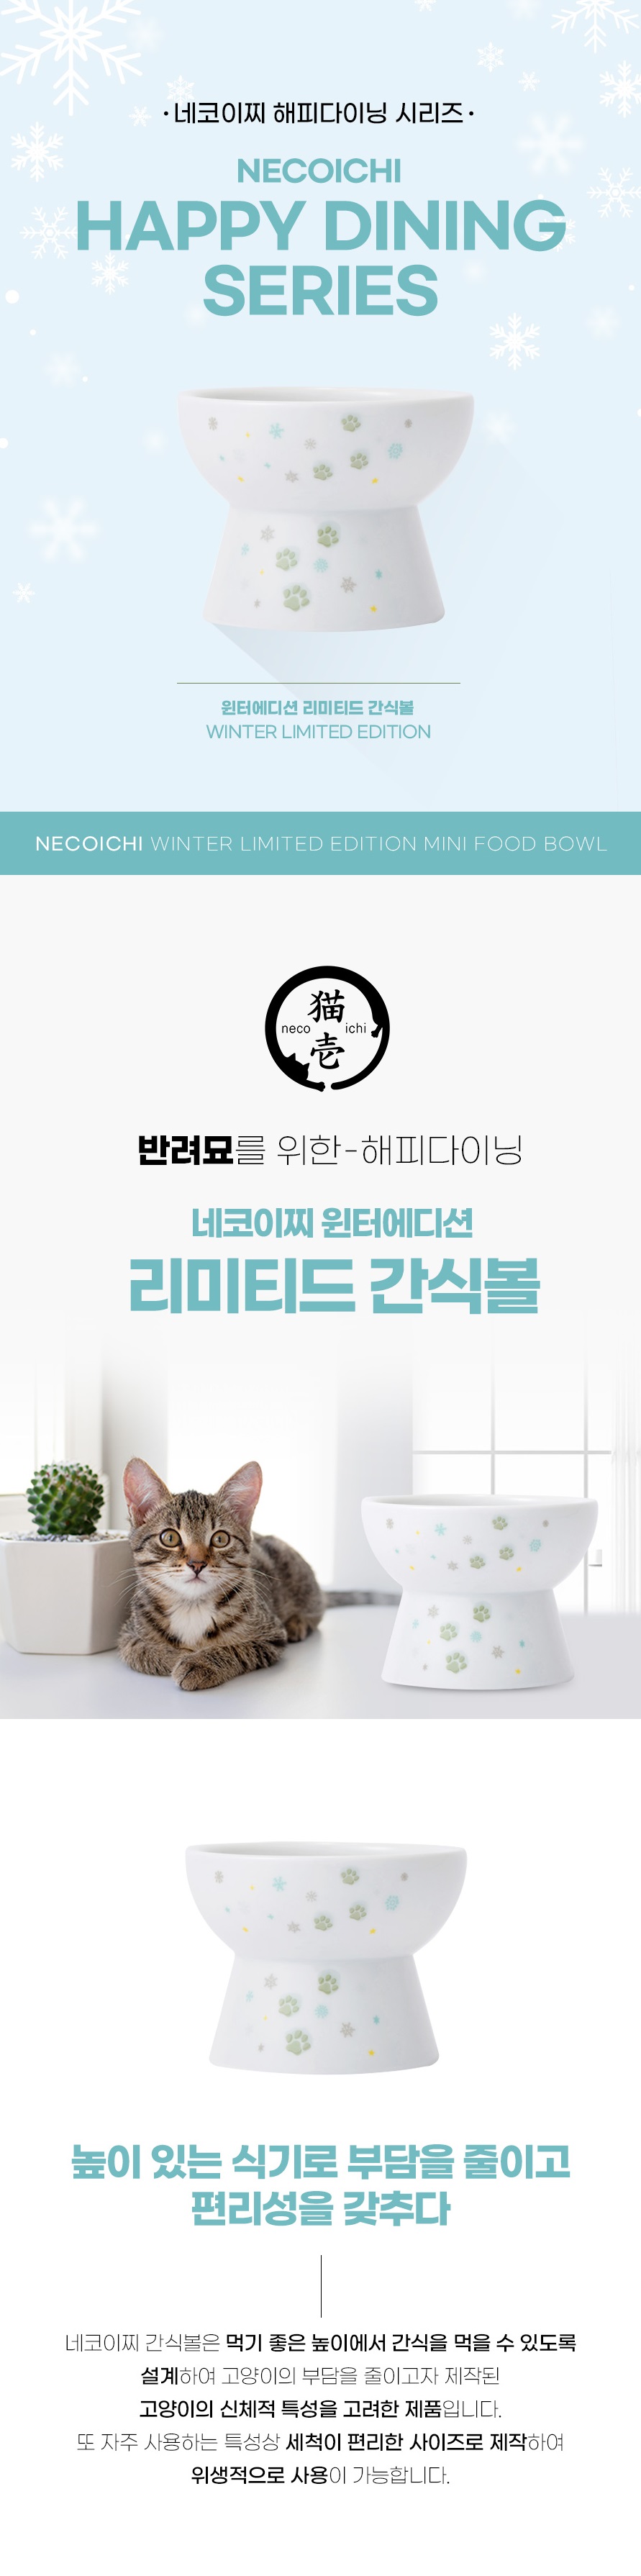 ·네코이찌 해피다이닝 시리즈·
NECOICHI
HAPPY DINING
SERIES
윈터에디션 리미티드 간식볼
WINTER LIMITED EDITION
NECOICHI WINTER LIMITED EDITION MINI FOOD BOWL
猫
neco ichi
壱
반려묘를 위한-해피다이닝
네코이찌 윈터에디션
리미티드 간식볼
높이 있는 식기로 부담을 줄이고
편리성을 갖추다
네코이찌 간식볼은 먹기 좋은 높이에서 간식을 먹을 수 있도록
설계하여 고양이의 부담을 줄이고자 제작된
고양이의 신체적 특성을 고려한 제품입니다.
또 자주 사용하는 특성상 세척이 편리한 사이즈로 제작하여
위생적으로 사용이 가능합니다.